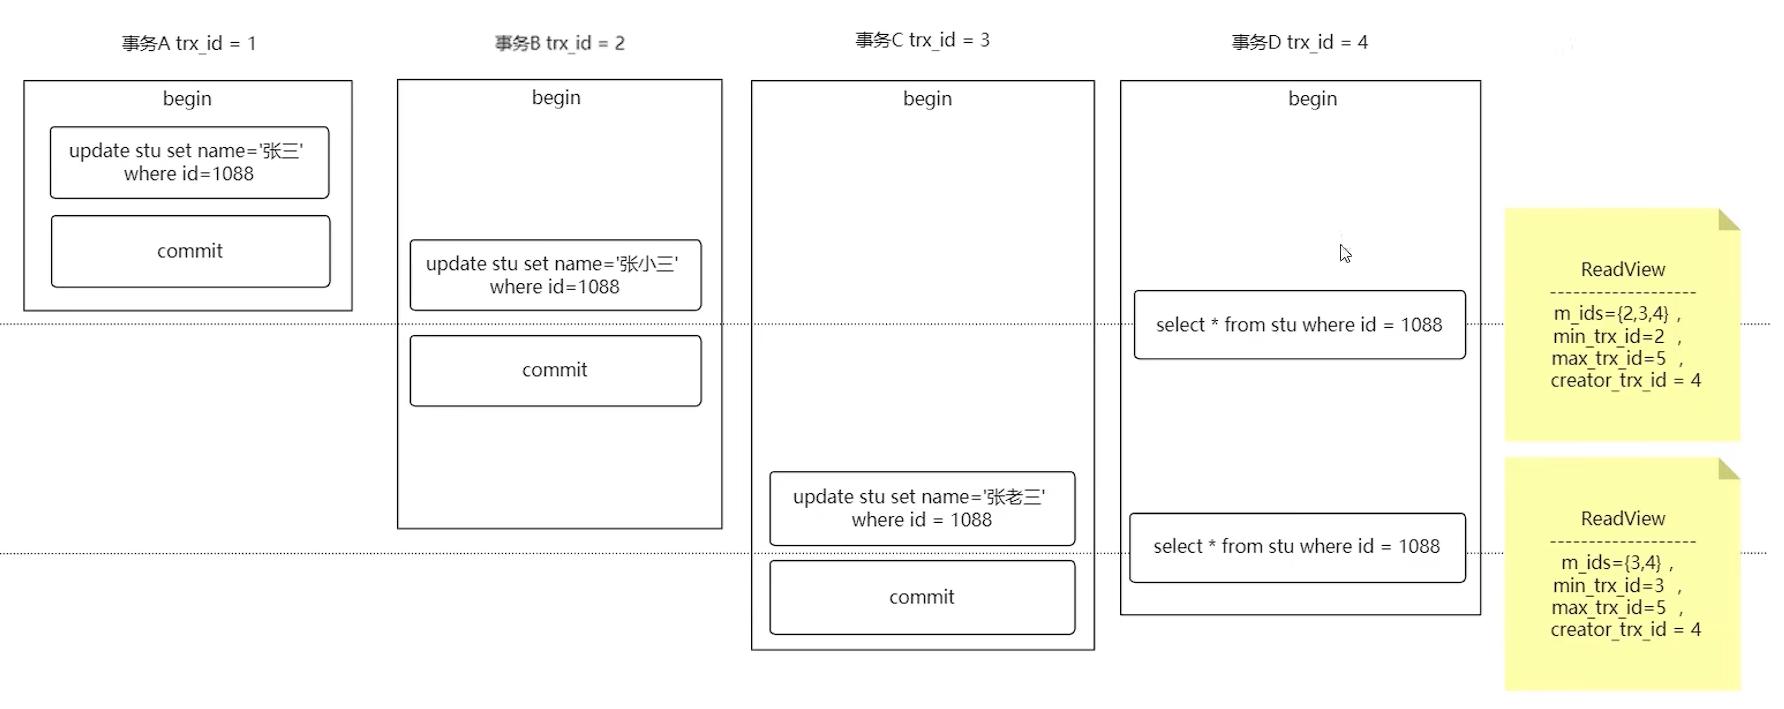 事务A trx_id = 1
begin
update stu set name='张三'
where id=1088
commit
事务B trx_id = 2
begin
update stu set name='张小三'
where id=1088
commit
事务C trx_id = 3
begin
update stu set name='张老三'
where id = 1088
commit
事务D trx_id = 4
begin
select * from stu where id = 1088
select * from stu where id = 1088
ReadView
-------------------
m_ids={2,3,4} ,
min_trx_id=2 ,
max_trx_id=5 ,
creator_trx_id = 4
ReadView
-------------------
m_ids={3,4} ,
min_trx_id=3 ,
max_trx_id=5 ,
creator_trx_id = 4